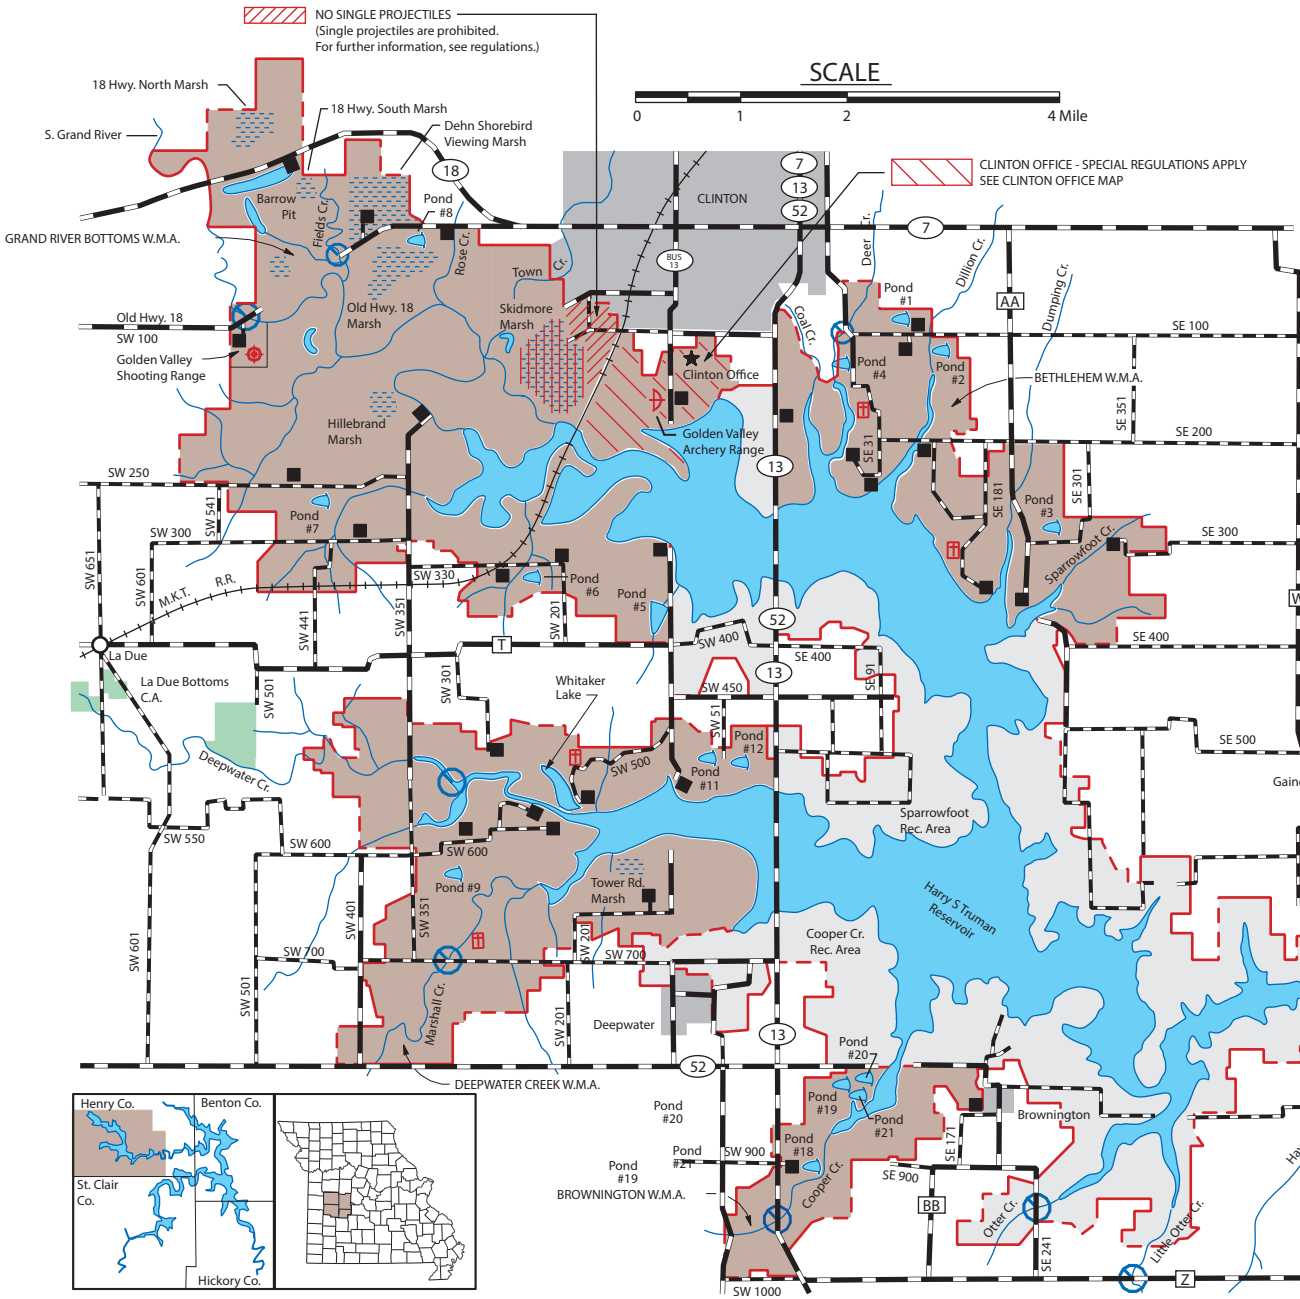 NO SINGLE PROJECTILES
(Single projectiles are prohibited.
For further information, see regulations.)
SCALE
0 1 2 4 Mile
18 Hwy. North Marsh
18 Hwy. South Marsh
S. Grand River
Dehn Shorebird
Viewing Marsh
18
7
13
52
CLINTON OFFICE - SPECIAL REGULATIONS APPLY
SEE CLINTON OFFICE MAP
CLINTON
Barrow
Pit
Fields Cr.
Pond
#8
GRAND RIVER BOTTOMS W.M.A.
Rose Cr.
Town
Cr.
BUS
13
Deer Cr.
7
Dillion Cr.
Dumping Cr.
AA
Pond
#1
Old Hwy. 18
SW 100
Old Hwy. 18
Marsh
Skidmore
Marsh
Coal Cr.
SE 100
Golden Valley
Shooting Range
Clinton Office
Pond
#4
Pond
#2
BETHLEHEM W.M.A.
SE 351
Hillebrand
Marsh
Golden Valley
Archery Range
SE 31
SE 200
SW 250
13
SE 181
SE 301
SW 541
Pond
#7
Pond
#3
SW 300
SE 300
Sparrowfoot Cr.
SW 651
SW 601
M.K.T.
R.R.
SW 330
Pond
#6
Pond
#5
SW 441
SW 351
SW 201
52
SW 400
SE 400
T
SE 400
La Due
13
SE 91
La Due Bottoms
C.A.
SW 501
SW 301
Whitaker
Lake
SW 450
SW 51
Pond
#12
SE 500
Deepwater Cr.
SW 500
Pond
#11
Gaine
Sparrowfoot
Rec. Area
SW 550
SW 600
SW 600
Pond #9
Tower Rd.
Marsh
Harry S Truman
Reservoir
SW 401
SW 351
SW 601
SW 201
Cooper Cr.
Rec. Area
SW 700
SW 700
SW 501
Marshall Cr.
SW 201
Deepwater
13
Pond
#20
7
52
DEEPWATER CREEK W.M.A.
Pond
#19
Pond
#21
Brownington
Henry Co.
Benton Co.
St. Clair
Co.
Hickory Co.
Pond
#20
Pond
#21
SW 900
Pond
#18
SE 171
SE 900
Pond
#19
BROWNINGTON W.M.A.
Cooper Cr.
BB
Otter Cr.
SE 241
Little Otter Cr.
Z
SW 1000